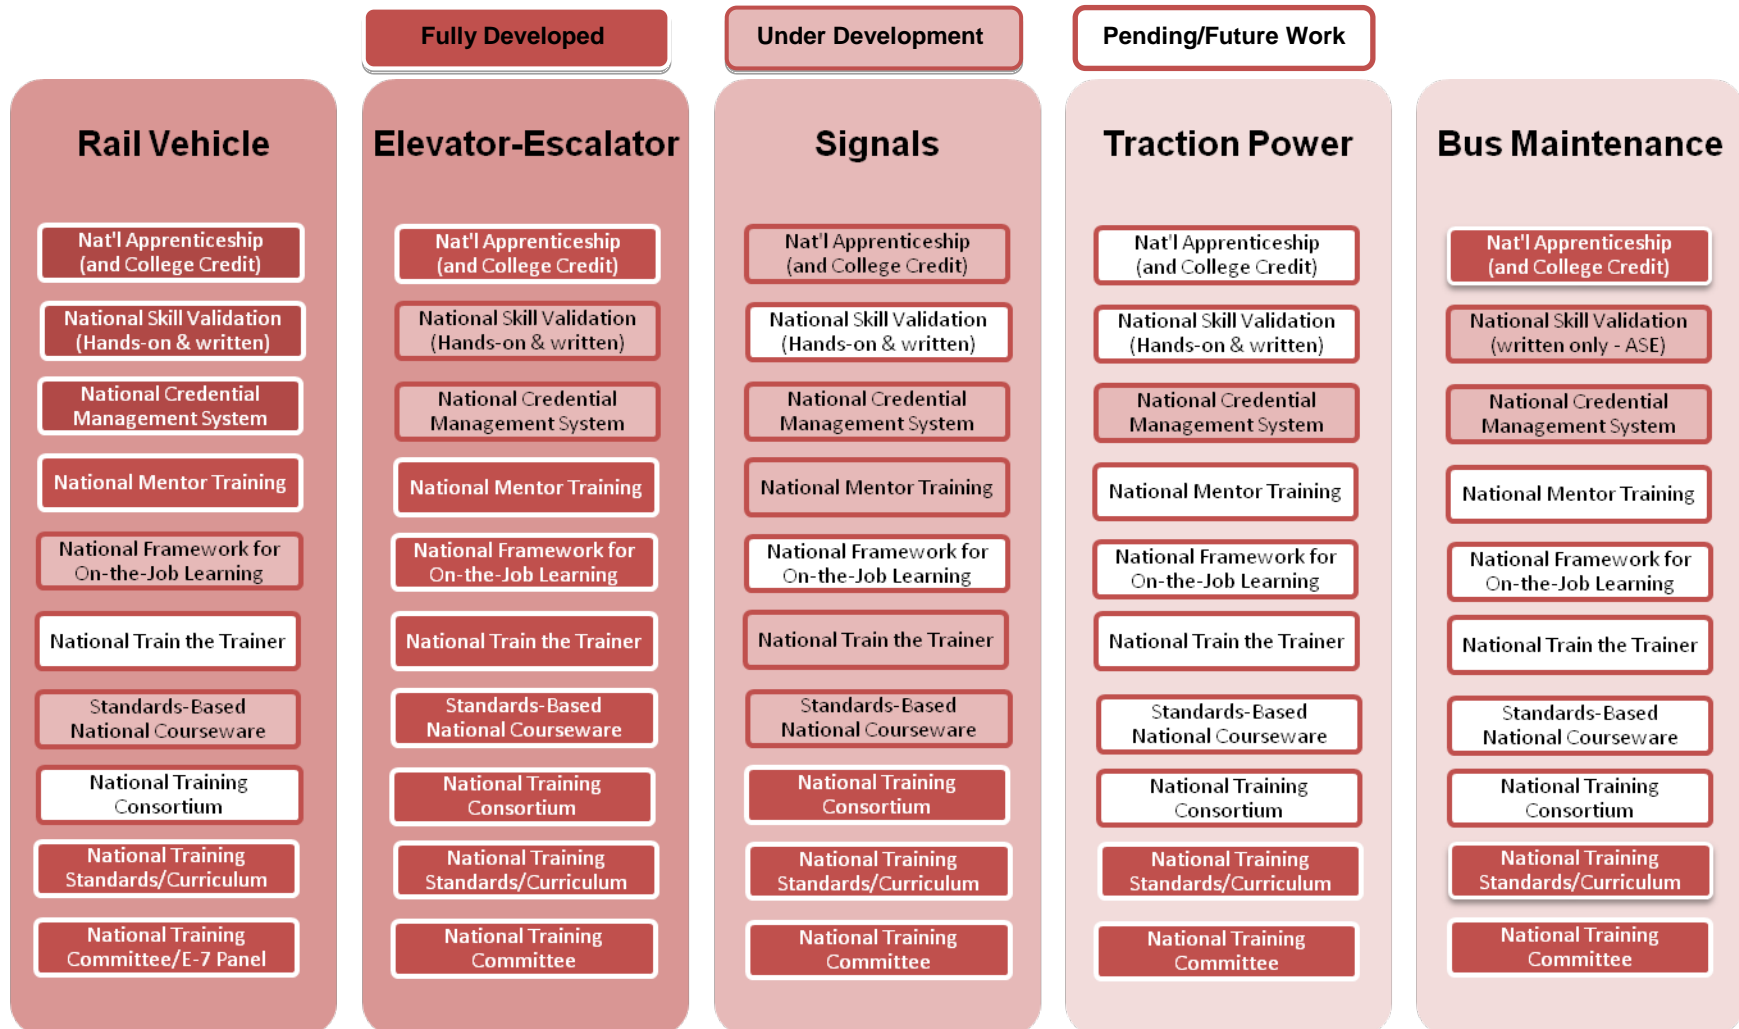 Fully Developed
Under Development
Pending/Future Work
Rail Vehicle
Nat'l Apprenticeship
(and College Credit)
National Skill Validation
(Hands-on & written)
National Credential
Management System
National Mentor Training
National Framework for
On-the-Job Learning
National Train the Trainer
Standards-Based
National Courseware
National Training
Consortium
National Training
Standards/Curriculum
National Training
Committee/E-7 Panel
Elevator-Escalator
Nat'l Apprenticeship
(and College Credit)
National Skill Validation
(Hands-on & written)
National Credential
Management System
National Mentor Training
National Framework for
On-the-Job Learning
National Train the Trainer
Standards-Based
National Courseware
National Training
Consortium
National Training
Standards/Curriculum
National Training
Committee
Signals
Nat'l Apprenticeship
(and College Credit)
National Skill Validation
(Hands-on & written)
National Credential
Management System
National Mentor Training
National Framework for
On-the-Job Learning
National Train the Trainer
Standards-Based
National Courseware
National Training
Consortium
National Training
Standards/Curriculum
National Training
Committee
Traction Power
Nat'l Apprenticeship
(and College Credit)
National Skill Validation
(Hands-on & written)
National Credential
Management System
National Mentor Training
National Framework for
On-the-Job Learning
National Train the Trainer
Standards-Based
National Courseware
National Training
Consortium
National Training
Standards/Curriculum
National Training
Committee
Bus Maintenance
Nat'l Apprenticeship
(and College Credit)
National Skill Validation
(written only - ASE)
National Credential
Management System
National Mentor Training
National Framework for
On-the-Job Learning
National Train the Trainer
Standards-Based
National Courseware
National Training
Consortium
National Training
Standards/Curriculum
National Training
Committee